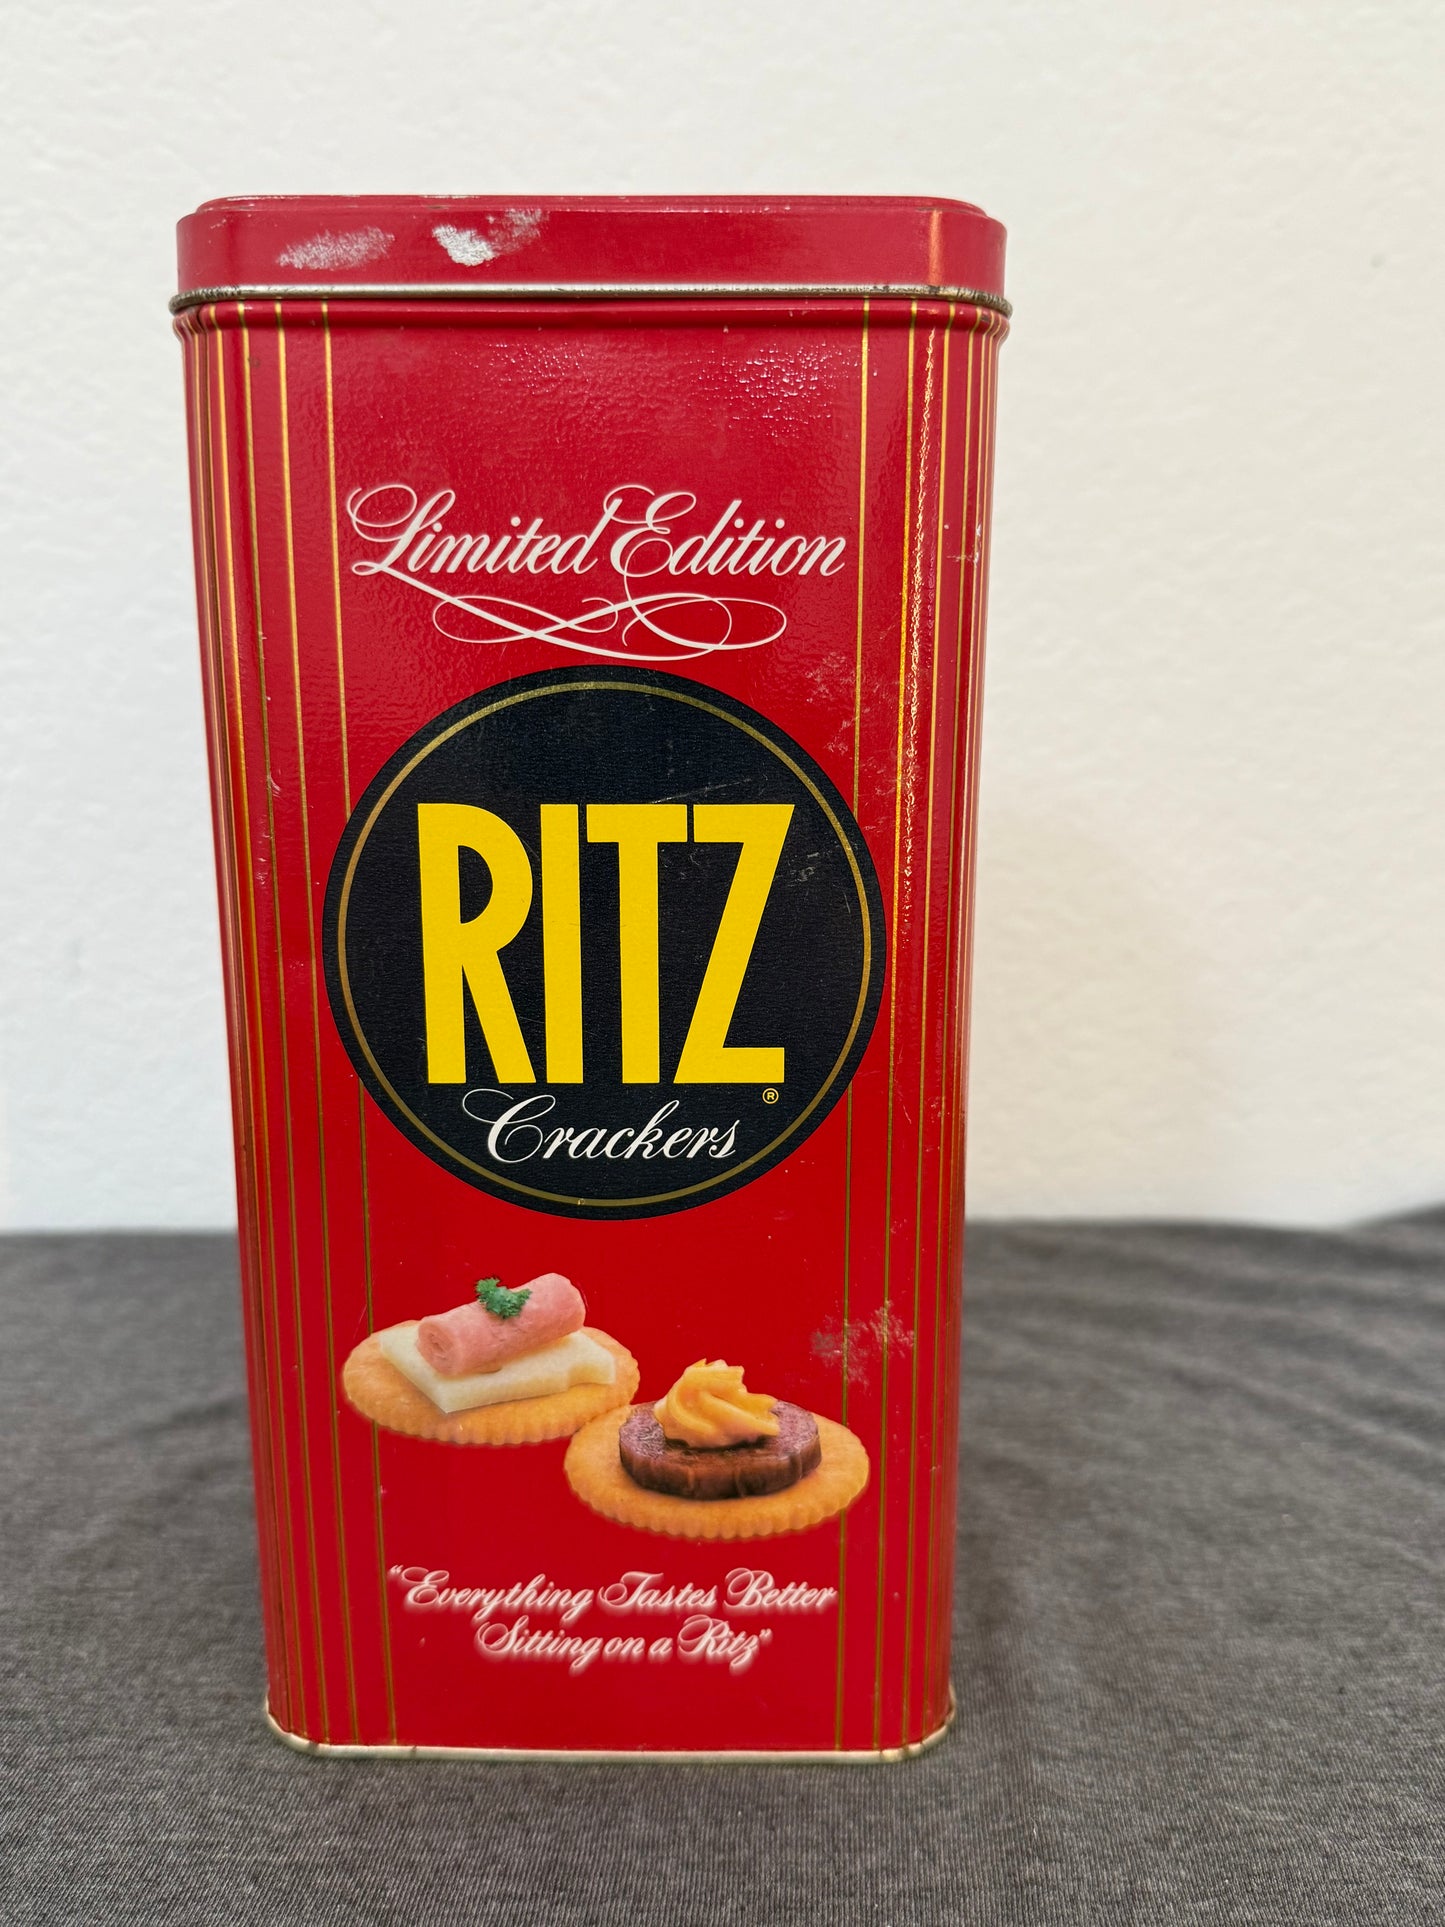 Limited Edition
RITZ®
Crackers
"Everything Tastes Better
Sitting on a Ritz"